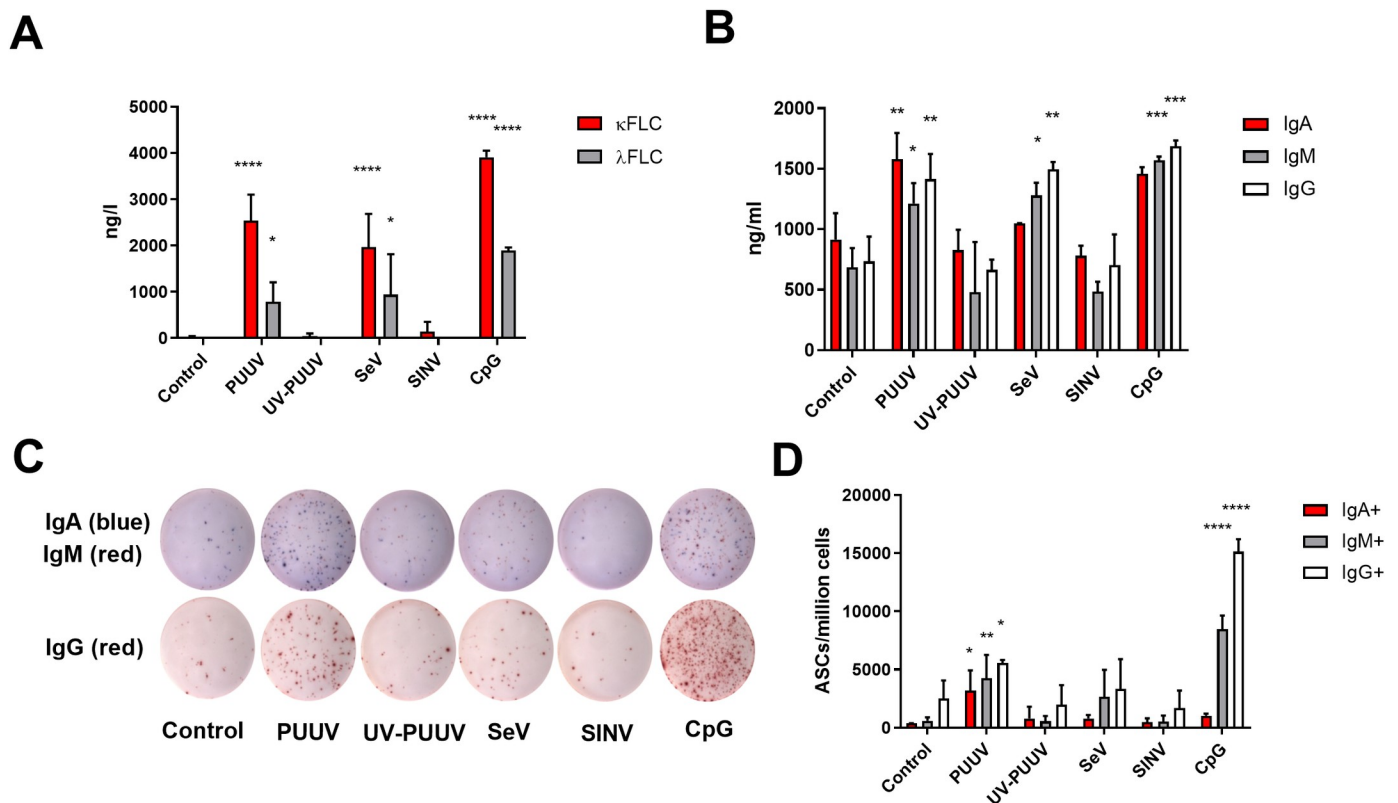 A
5000
4000
3000
2000
1000
0
ng/l
****
*
****
*
****
****
κFLC
λFLC
Control
PUUV
UV-PUUV
SeV
SINV
CpG
B
2000
1500
1000
500
0
ng/ml
**
*
**
*
**
***
***
IgA
IgM
IgG
Control
PUUV
UV-PUUV
SeV
SINV
CpG
C
IgA (blue)
IgM (red)
IgG (red)
Control PUUV UV-PUUV SeV SINV CpG
D
20000
15000
10000
5000
0
ASCs/million cells
*
**
*
****
****
IgA+
IgM+
IgG+
Control
PUUV
UV-PUUV
SeV
SINV
CpG